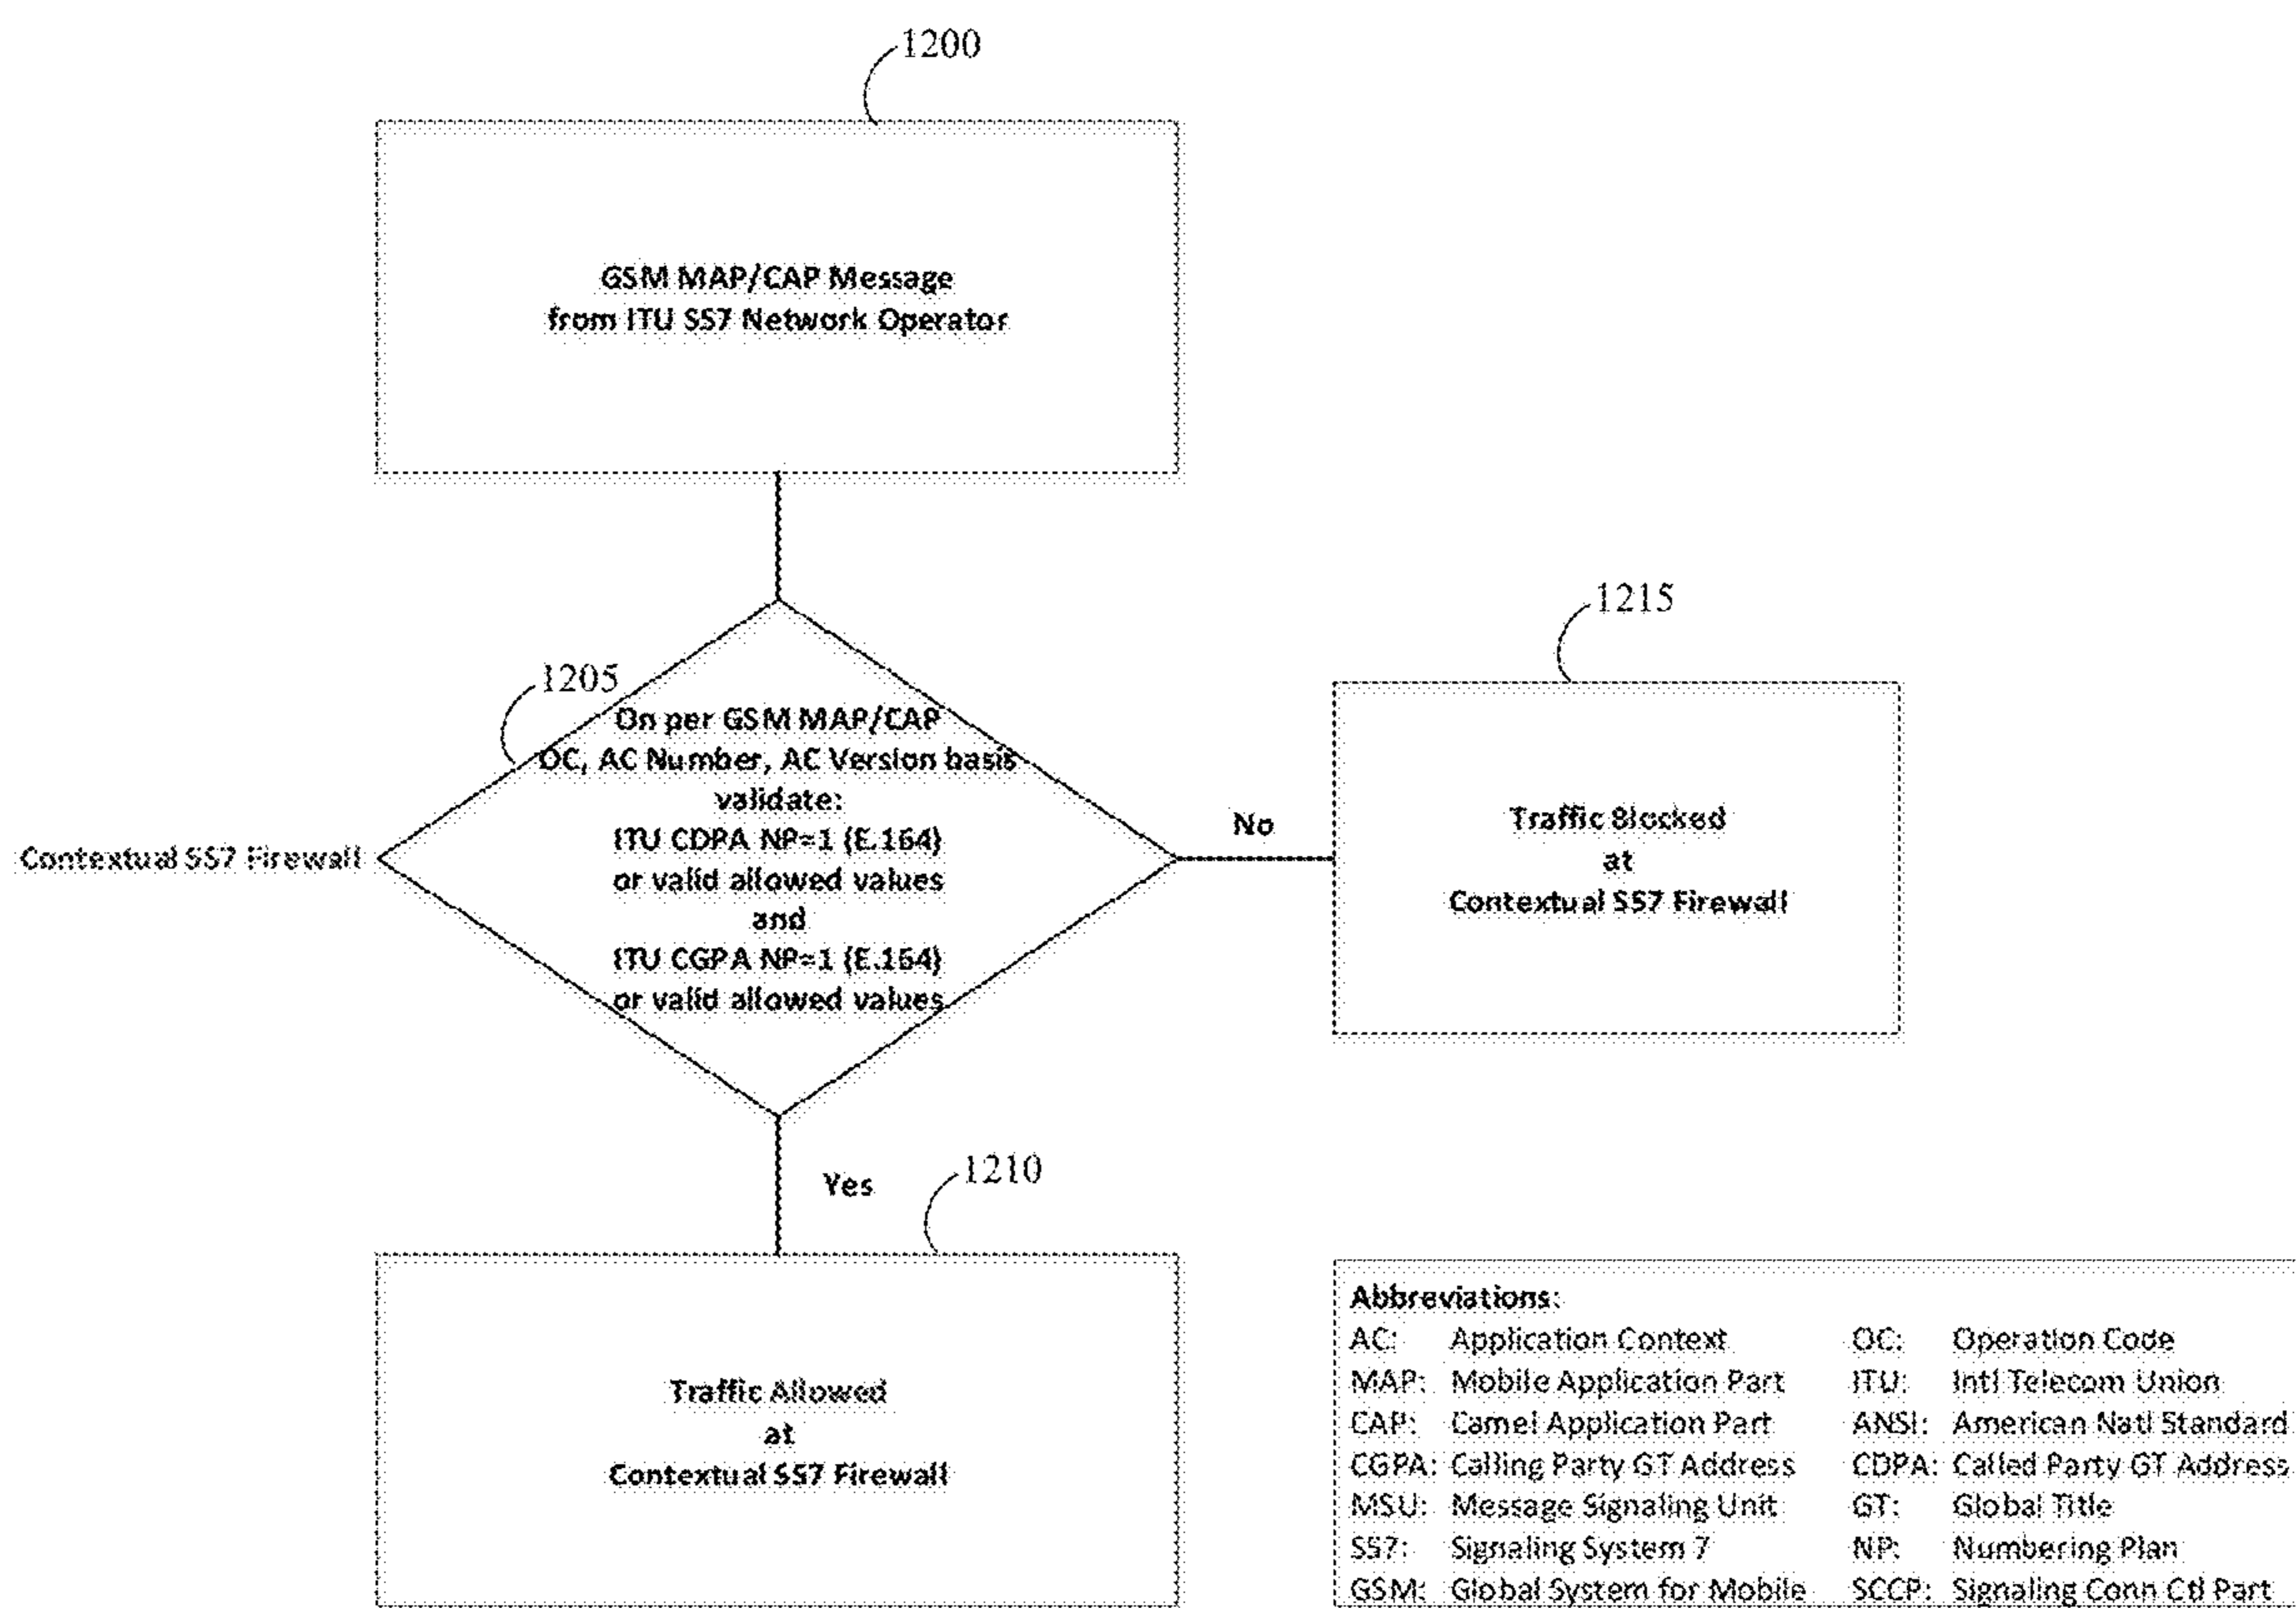 1200
GSM MAP/CAP Message
from ITU SS7 Network Operator
1205
On per GSM MAP/CAP
OC, AC Number, AC Version basis
validate:
ITU CDPA NP=1 (E.164)
or valid allowed values
and
ITU CGPA NP=1 (E.164)
or valid allowed values
Contextual SS7 Firewall
No
1215
Traffic Blocked
at
Contextual SS7 Firewall
Yes
1210
Traffic Allowed
at
Contextual SS7 Firewall
Abbreviations:
AC: Application Context OC: Operation Code
MAP: Mobile Application Part ITU: Intl Telecom Union
CAP: Camel Application Part ANSI: American Natl Standard
CGPA: Calling Party GT Address CDPA: Called Party GT Address
MSU: Message Signaling Unit GT: Global Title
SS7: Signaling System 7 NP: Numbering Plan
GSM: Global System for Mobile SCCP: Signaling Conn Ctl Part